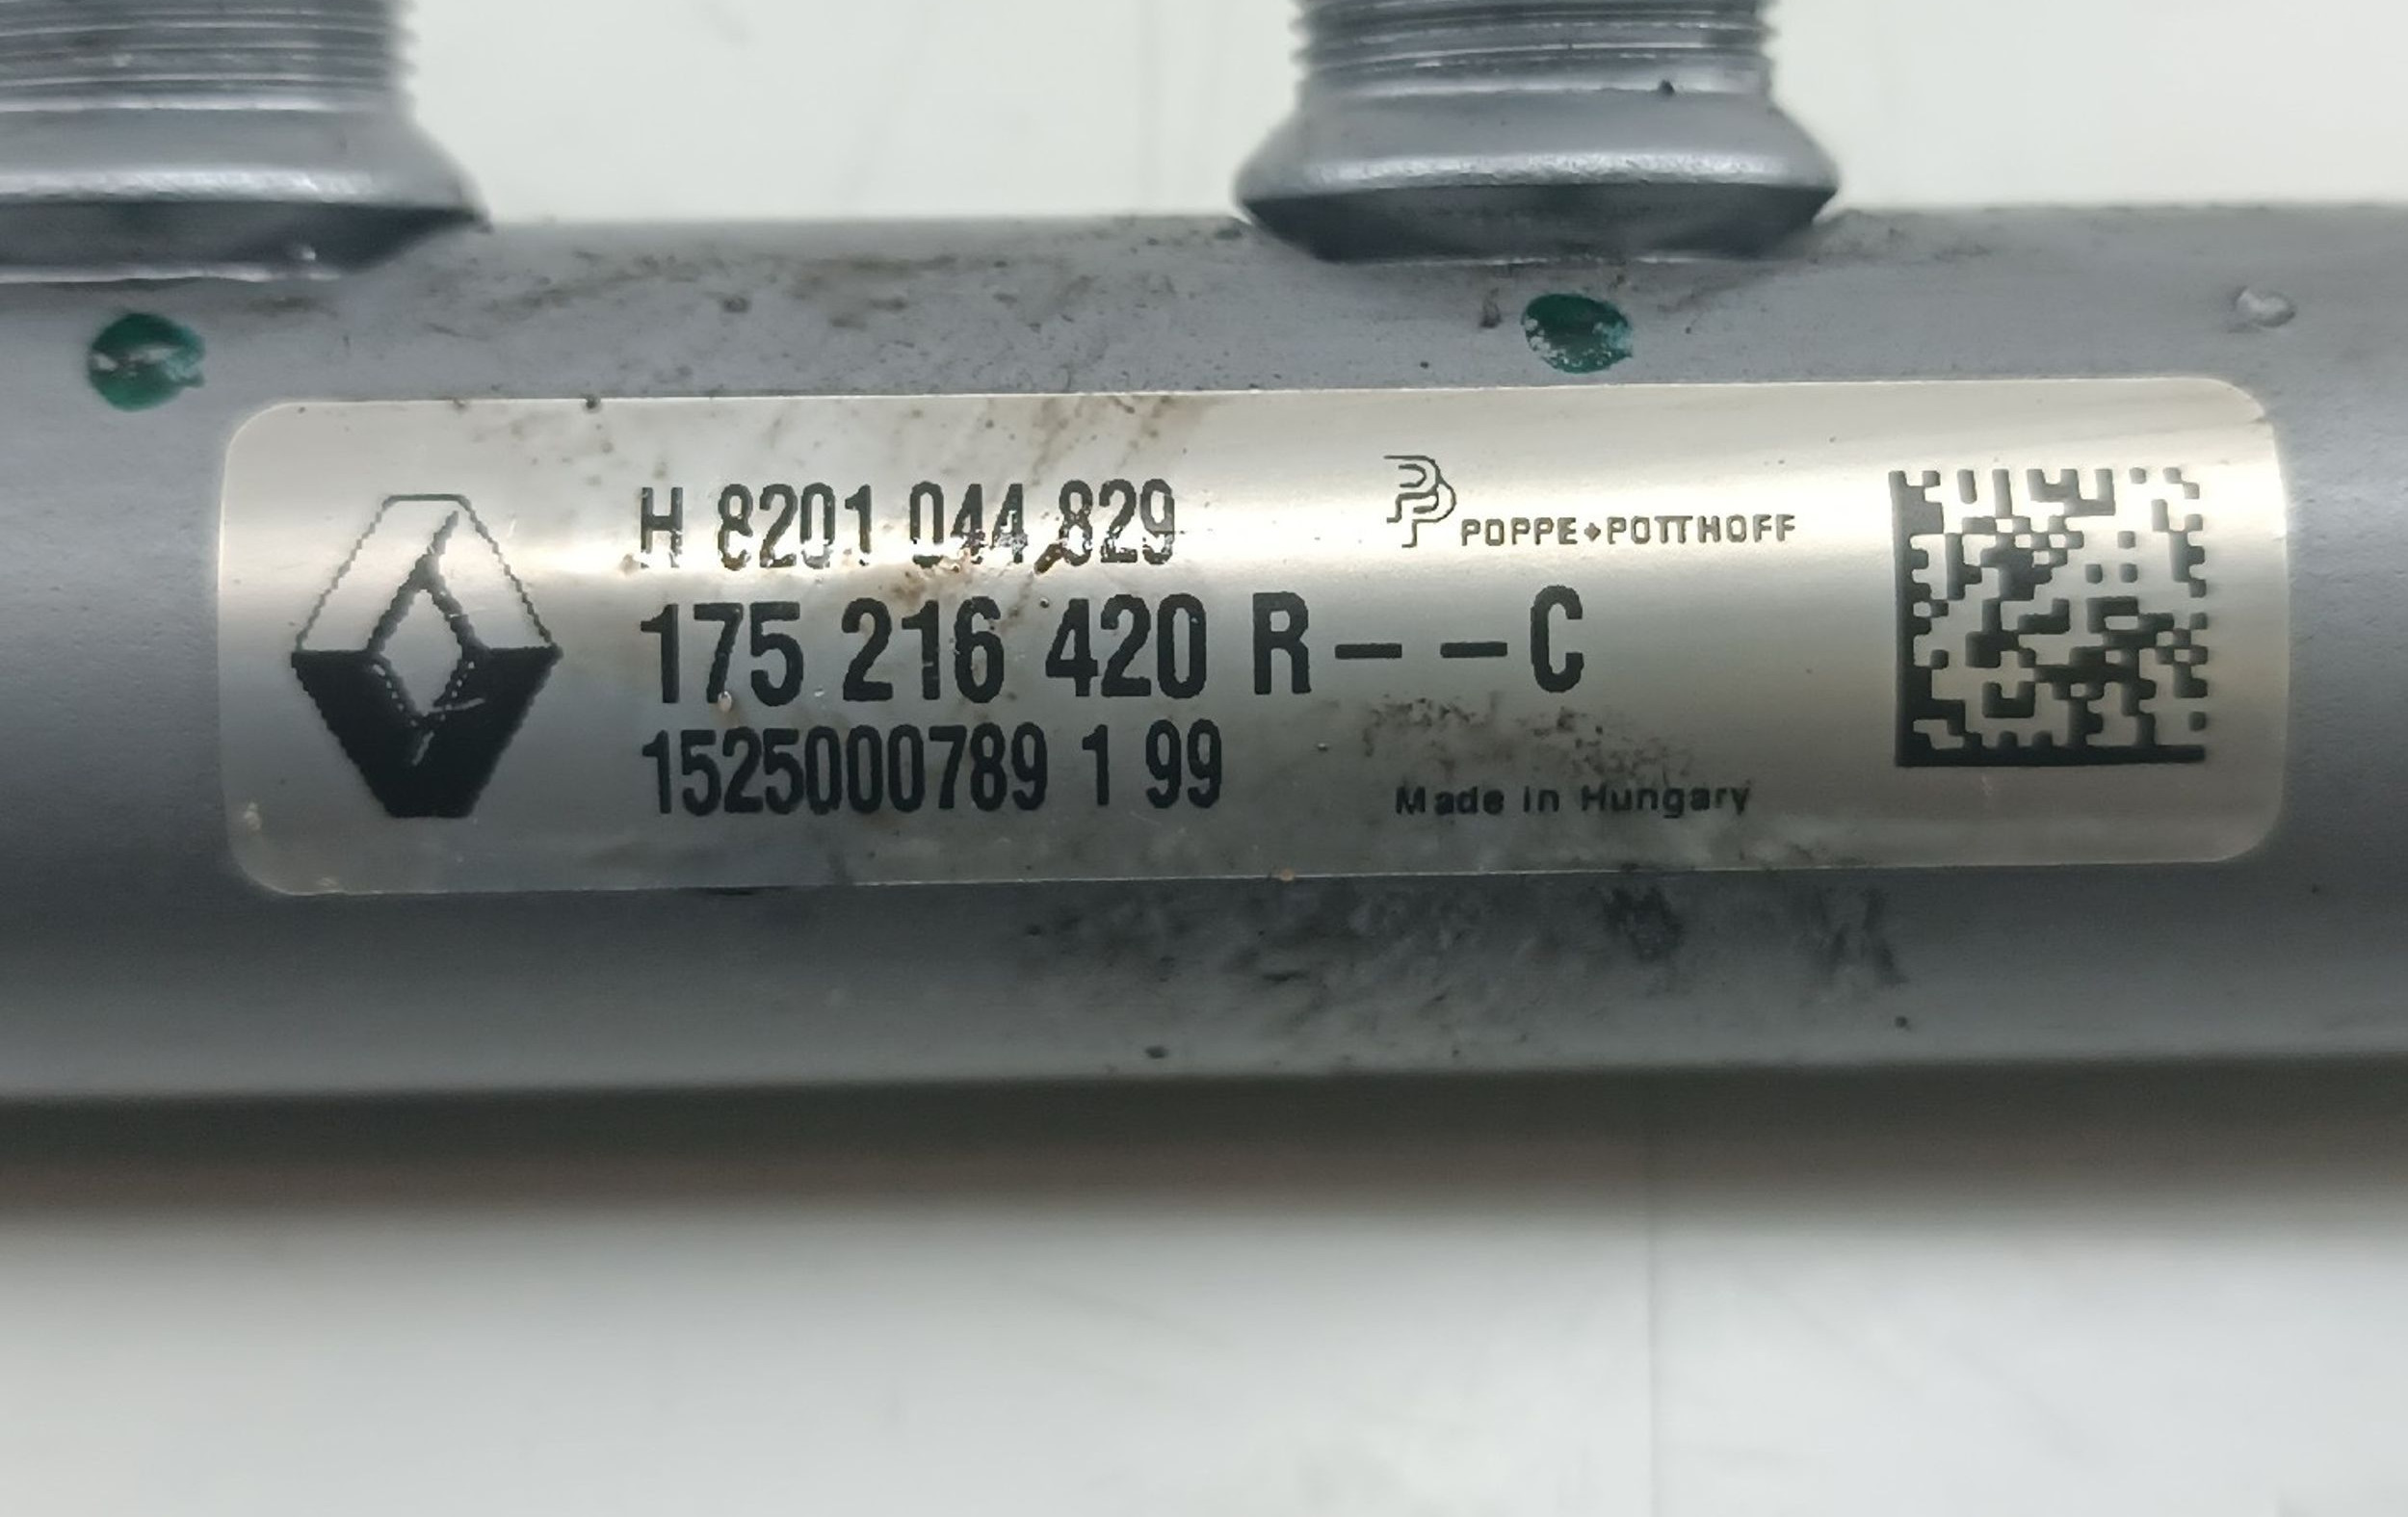 H 8201 044 829
POPPE+POTTHOFF
175 216 420 R--C
1525000789 1 99
Made in Hungary